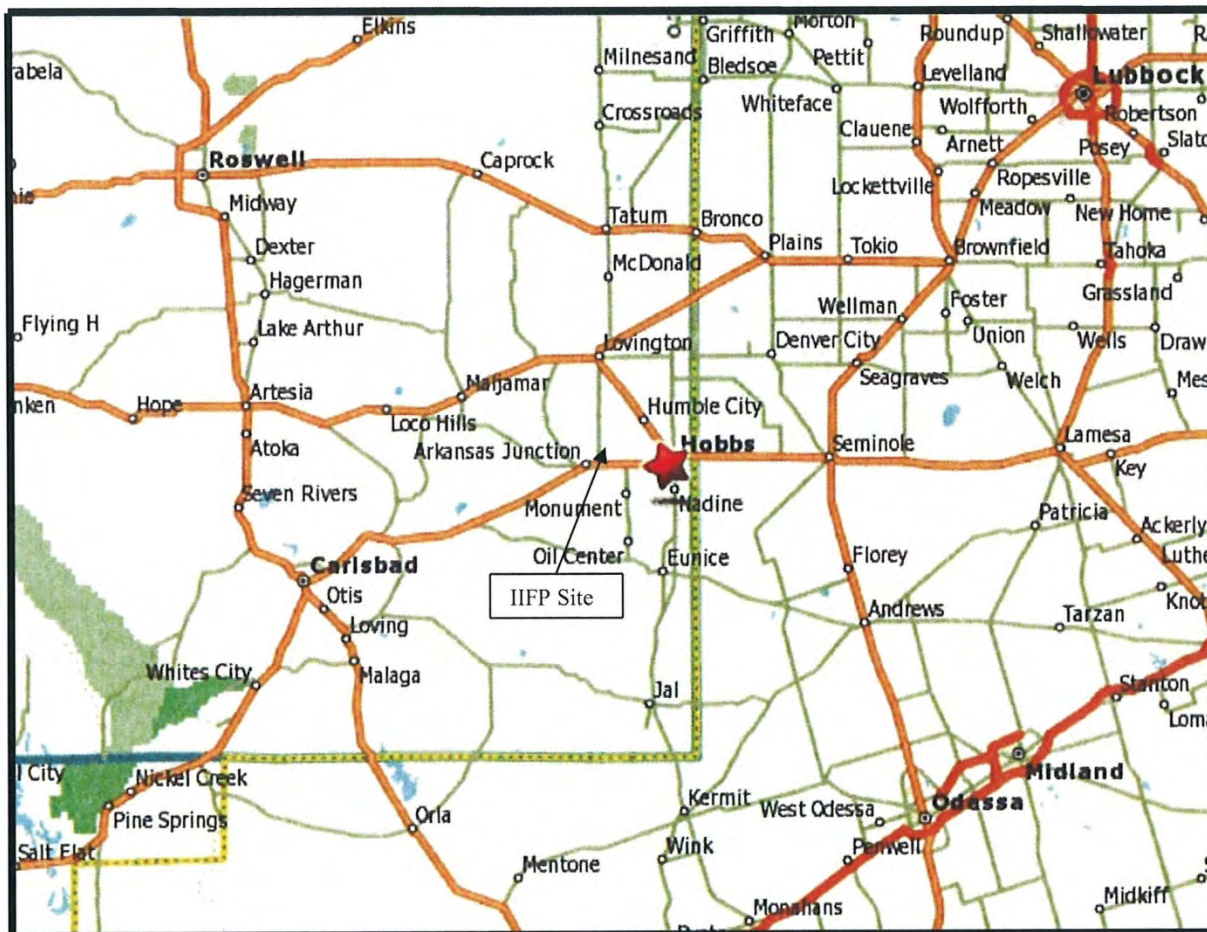 Elkins
Morton
Griffith
Roundup
Shallowater
Milnesand
Pettit
Bledsoe
Levelland
Lubbock
Whiteface
Wolfforth
Crossroads
Robertson
Clauene
Arnett
Posey
Roswell
Caprock
Lockettville
Ropesville
Midway
Meadow
New Home
Tatum
Bronco
Dexter
Plains
Tokio
Brownfield
Tahoka
McDonald
Hagerman
Grassland
Wellman
Foster
Flying H
Lake Arthur
Union
Wells
Lovington
Denver City
Seagraves
Welch
Maljamar
Artesia
Hope
Loco Hills
Humble City
Atoka
Arkansas Junction
Hobbs
Seminole
Lamesa
Key
Seven Rivers
Monument
Nadine
Patricia
Ackerly
Oil Center
Eunice
Florey
Carlsbad
IIFP Site
Otis
Andrews
Tarzan
Loving
Whites City
Malaga
Jal
Stanton
Midland
Nickel Creek
Kermit
West Odessa
Odessa
Pine Springs
Orla
Salt Flat
Wink
Penwell
Mentone
Midkiff
Monahans